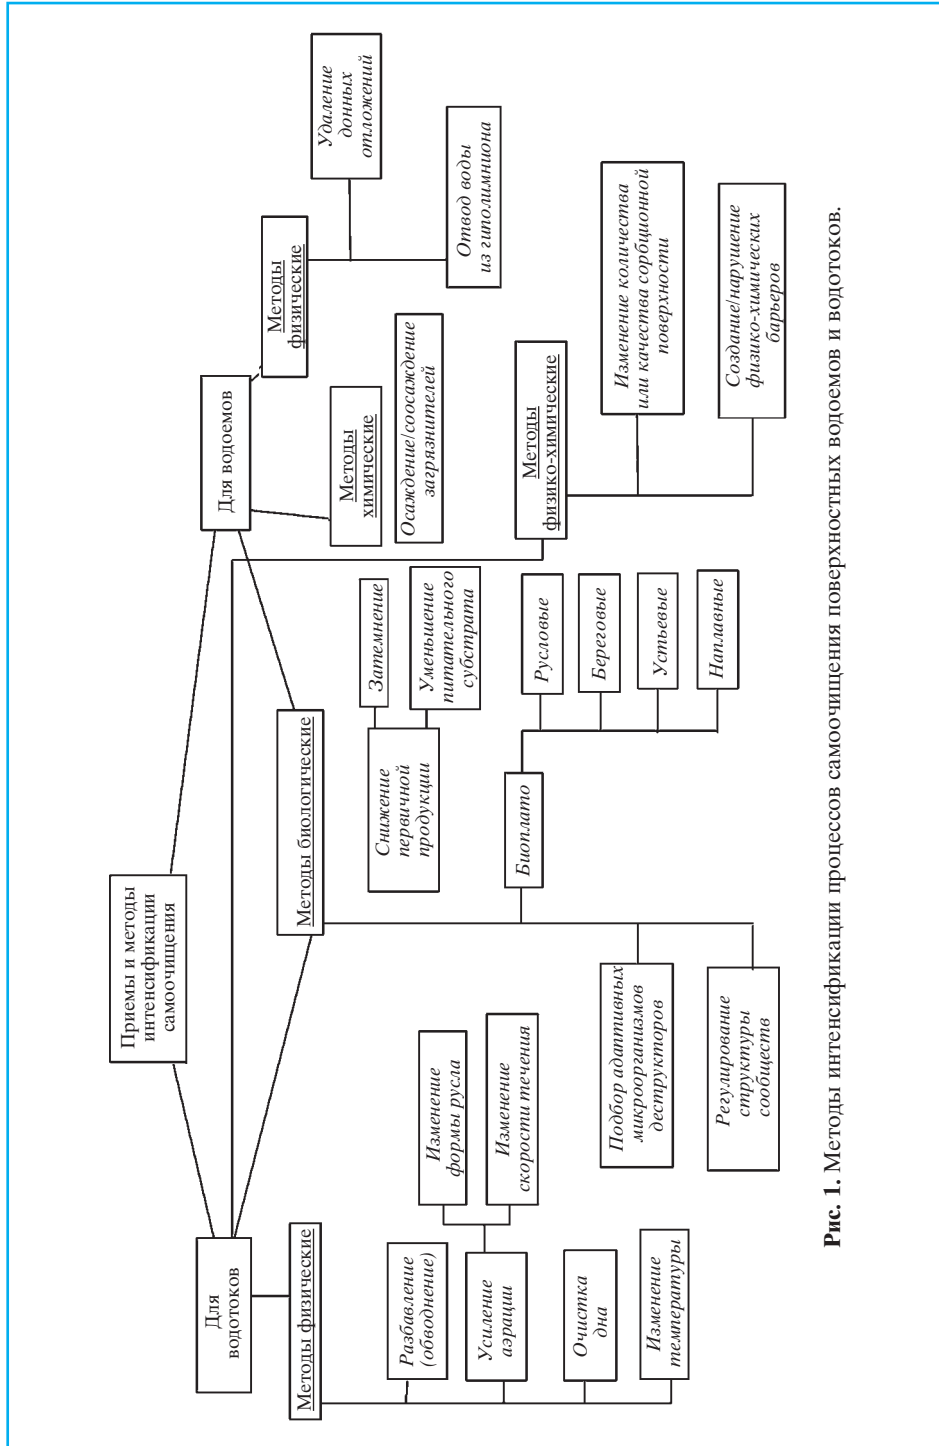 Приемы и методы
интенсификации
самоочищения
Для
водотоков
Для водоемов
Методы физические
Разбавление
(обводнение)
Усиление
аэрации
Изменение
формы русла
Изменение
скорости течения
Очистка
дна
Изменение
температуры
Методы биологические
Снижение
первичной
продукции
Затемнение
Уменьшение
питательного
субстрата
Биоплато
Русловые
Береговые
Устьевые
Наплавные
Подбор адаптивных
микроорганизмов
деструкторов
Регулирование
структуры
сообществ
Методы
химические
Осаждение/соосаждение
загрязнителей
Методы
физические
Удаление
донных
отложений
Отвод воды
из гиполимниона
Методы
физико-химические
Изменение количества
или качества сорбционной
поверхности
Создание/нарушение
физико-химических
барьеров
Рис. 1. Методы интенсификации процессов самоочищения поверхностных водоемов и водотоков.